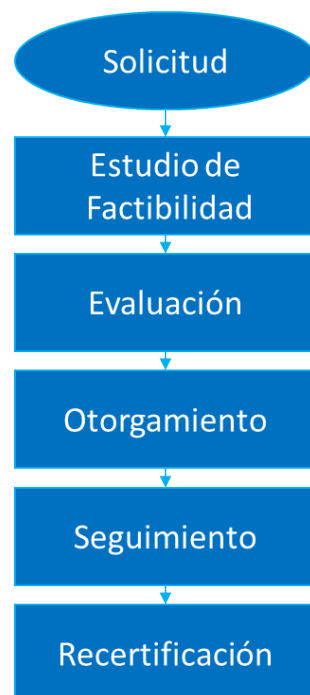 Solicitud
Estudio de
Factibilidad
Evaluación
Otorgamiento
Seguimiento
Recertificación